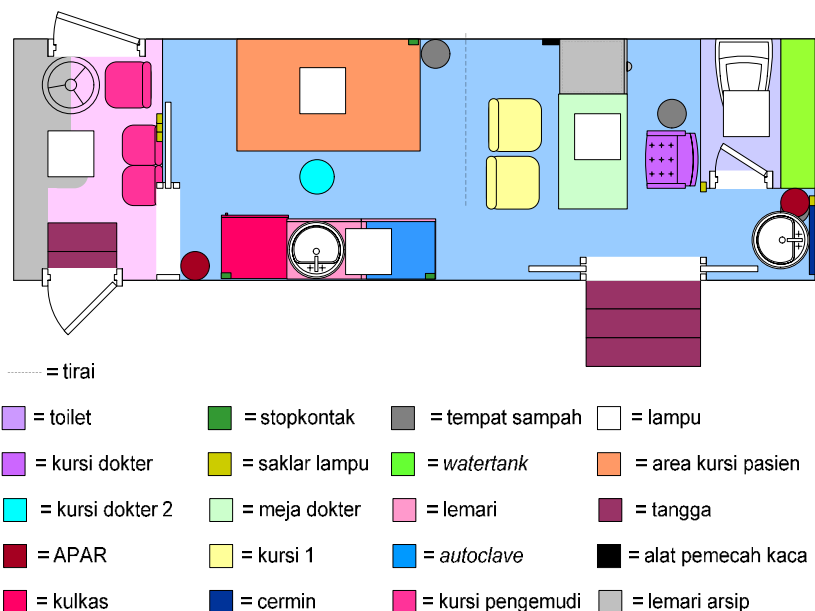 = tirai
= toilet = stopkontak = tempat sampah = lampu
= kursi dokter = saklar lampu = watertank = area kursi pasien
= kursi dokter 2 = meja dokter = lemari = tangga
= APAR = kursi 1 = autoclave = alat pemecah kaca
= kulkas = cermin = kursi pengemudi = lemari arsip